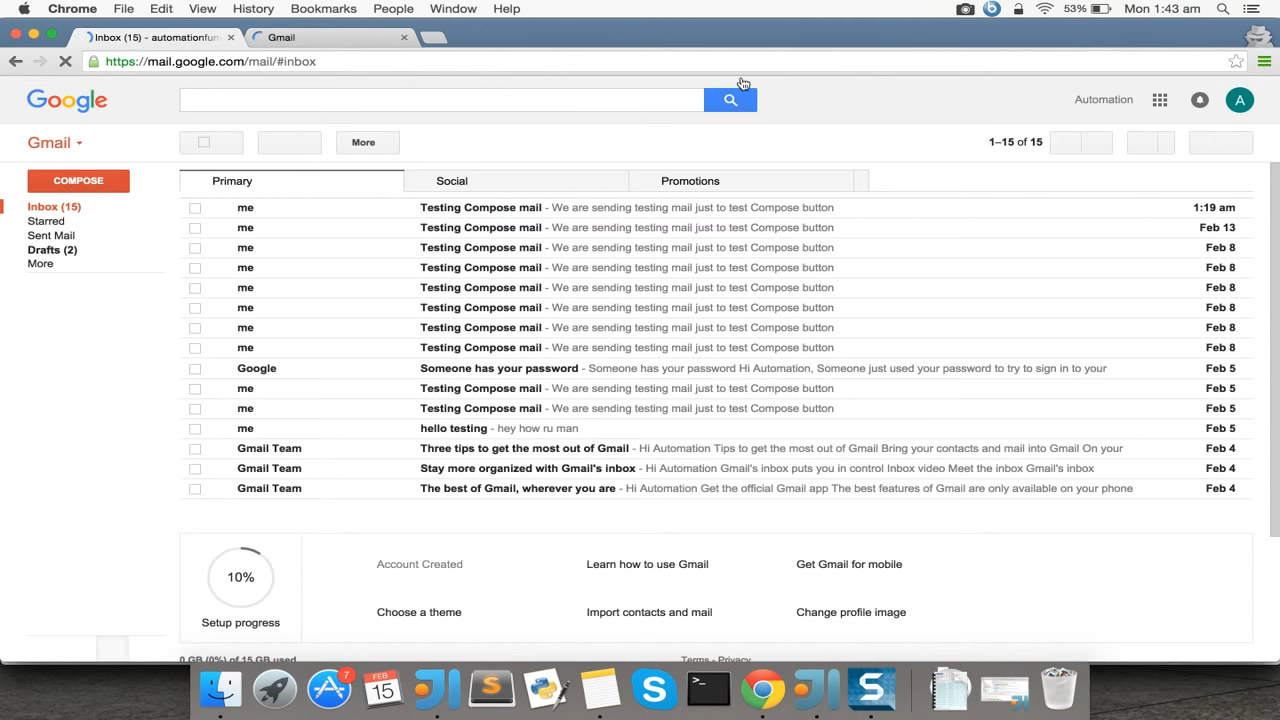 Chrome File Edit View History Bookmarks People Window Help 53% Mon 1:43 am
Inbox (15) - automationfun Gmail
https://mail.google.com/mail/#inbox
Google Automation A
Gmail More 1–15 of 15
COMPOSE Primary Social Promotions
Inbox (15)
Starred
Sent Mail
Drafts (2)
More
me Testing Compose mail - We are sending testing mail just to test Compose button 1:19 am
me Testing Compose mail - We are sending testing mail just to test Compose button Feb 13
me Testing Compose mail - We are sending testing mail just to test Compose button Feb 8
me Testing Compose mail - We are sending testing mail just to test Compose button Feb 8
me Testing Compose mail - We are sending testing mail just to test Compose button Feb 8
me Testing Compose mail - We are sending testing mail just to test Compose button Feb 8
me Testing Compose mail - We are sending testing mail just to test Compose button Feb 8
me Testing Compose mail - We are sending testing mail just to test Compose button Feb 8
Google Someone has your password - Someone has your password Hi Automation, Someone just used your password to try to sign in to your Feb 5
me Testing Compose mail - We are sending testing mail just to test Compose button Feb 5
me Testing Compose mail - We are sending testing mail just to test Compose button Feb 5
me hello testing - hey how ru man Feb 5
Gmail Team Three tips to get the most out of Gmail - Hi Automation Tips to get the most out of Gmail Bring your contacts and mail into Gmail On your Feb 4
Gmail Team Stay more organized with Gmail's inbox - Hi Automation Gmail's inbox puts you in control Inbox video Meet the inbox Gmail's inbox Feb 4
Gmail Team The best of Gmail, wherever you are - Hi Automation Get the official Gmail app The best features of Gmail are only available on your phone Feb 4
10%
Setup progress
Account Created Learn how to use Gmail Get Gmail for mobile
Choose a theme Import contacts and mail Change profile image
0 GB (0%) of 15 GB used Terms - Privacy
7 FEB 15 S >_ S